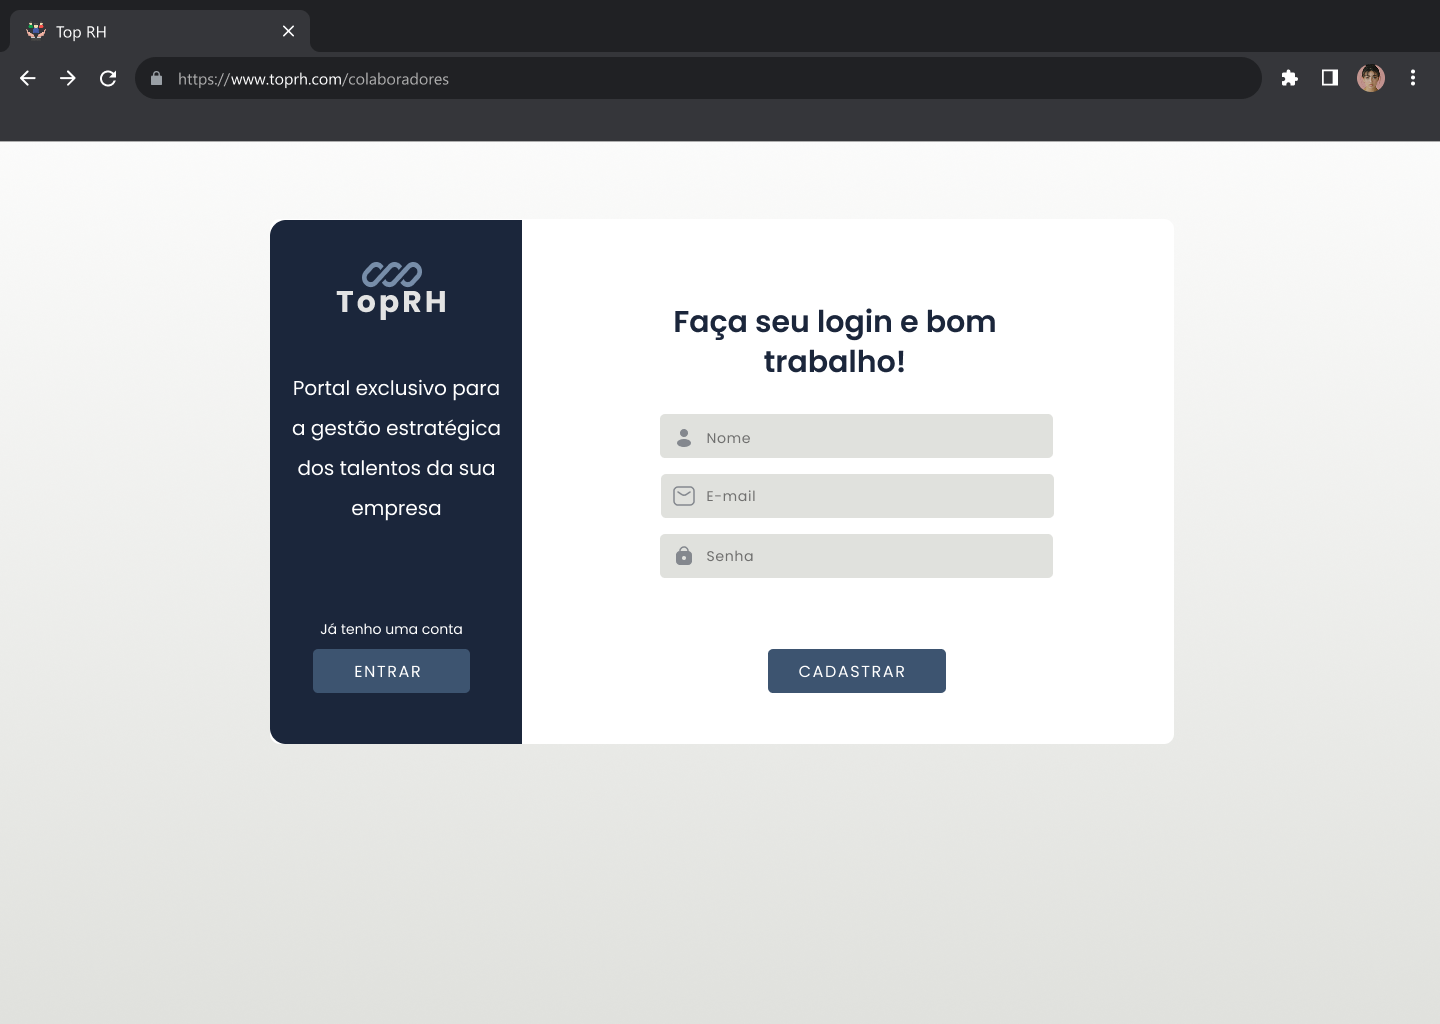 Top RH
https://www.toprh.com/colaboradores
TopRH
Portal exclusivo para
a gestão estratégica
dos talentos da sua
empresa
Já tenho uma conta
ENTRAR
Faça seu login e bom
trabalho!
Nome
E-mail
Senha
CADASTRAR